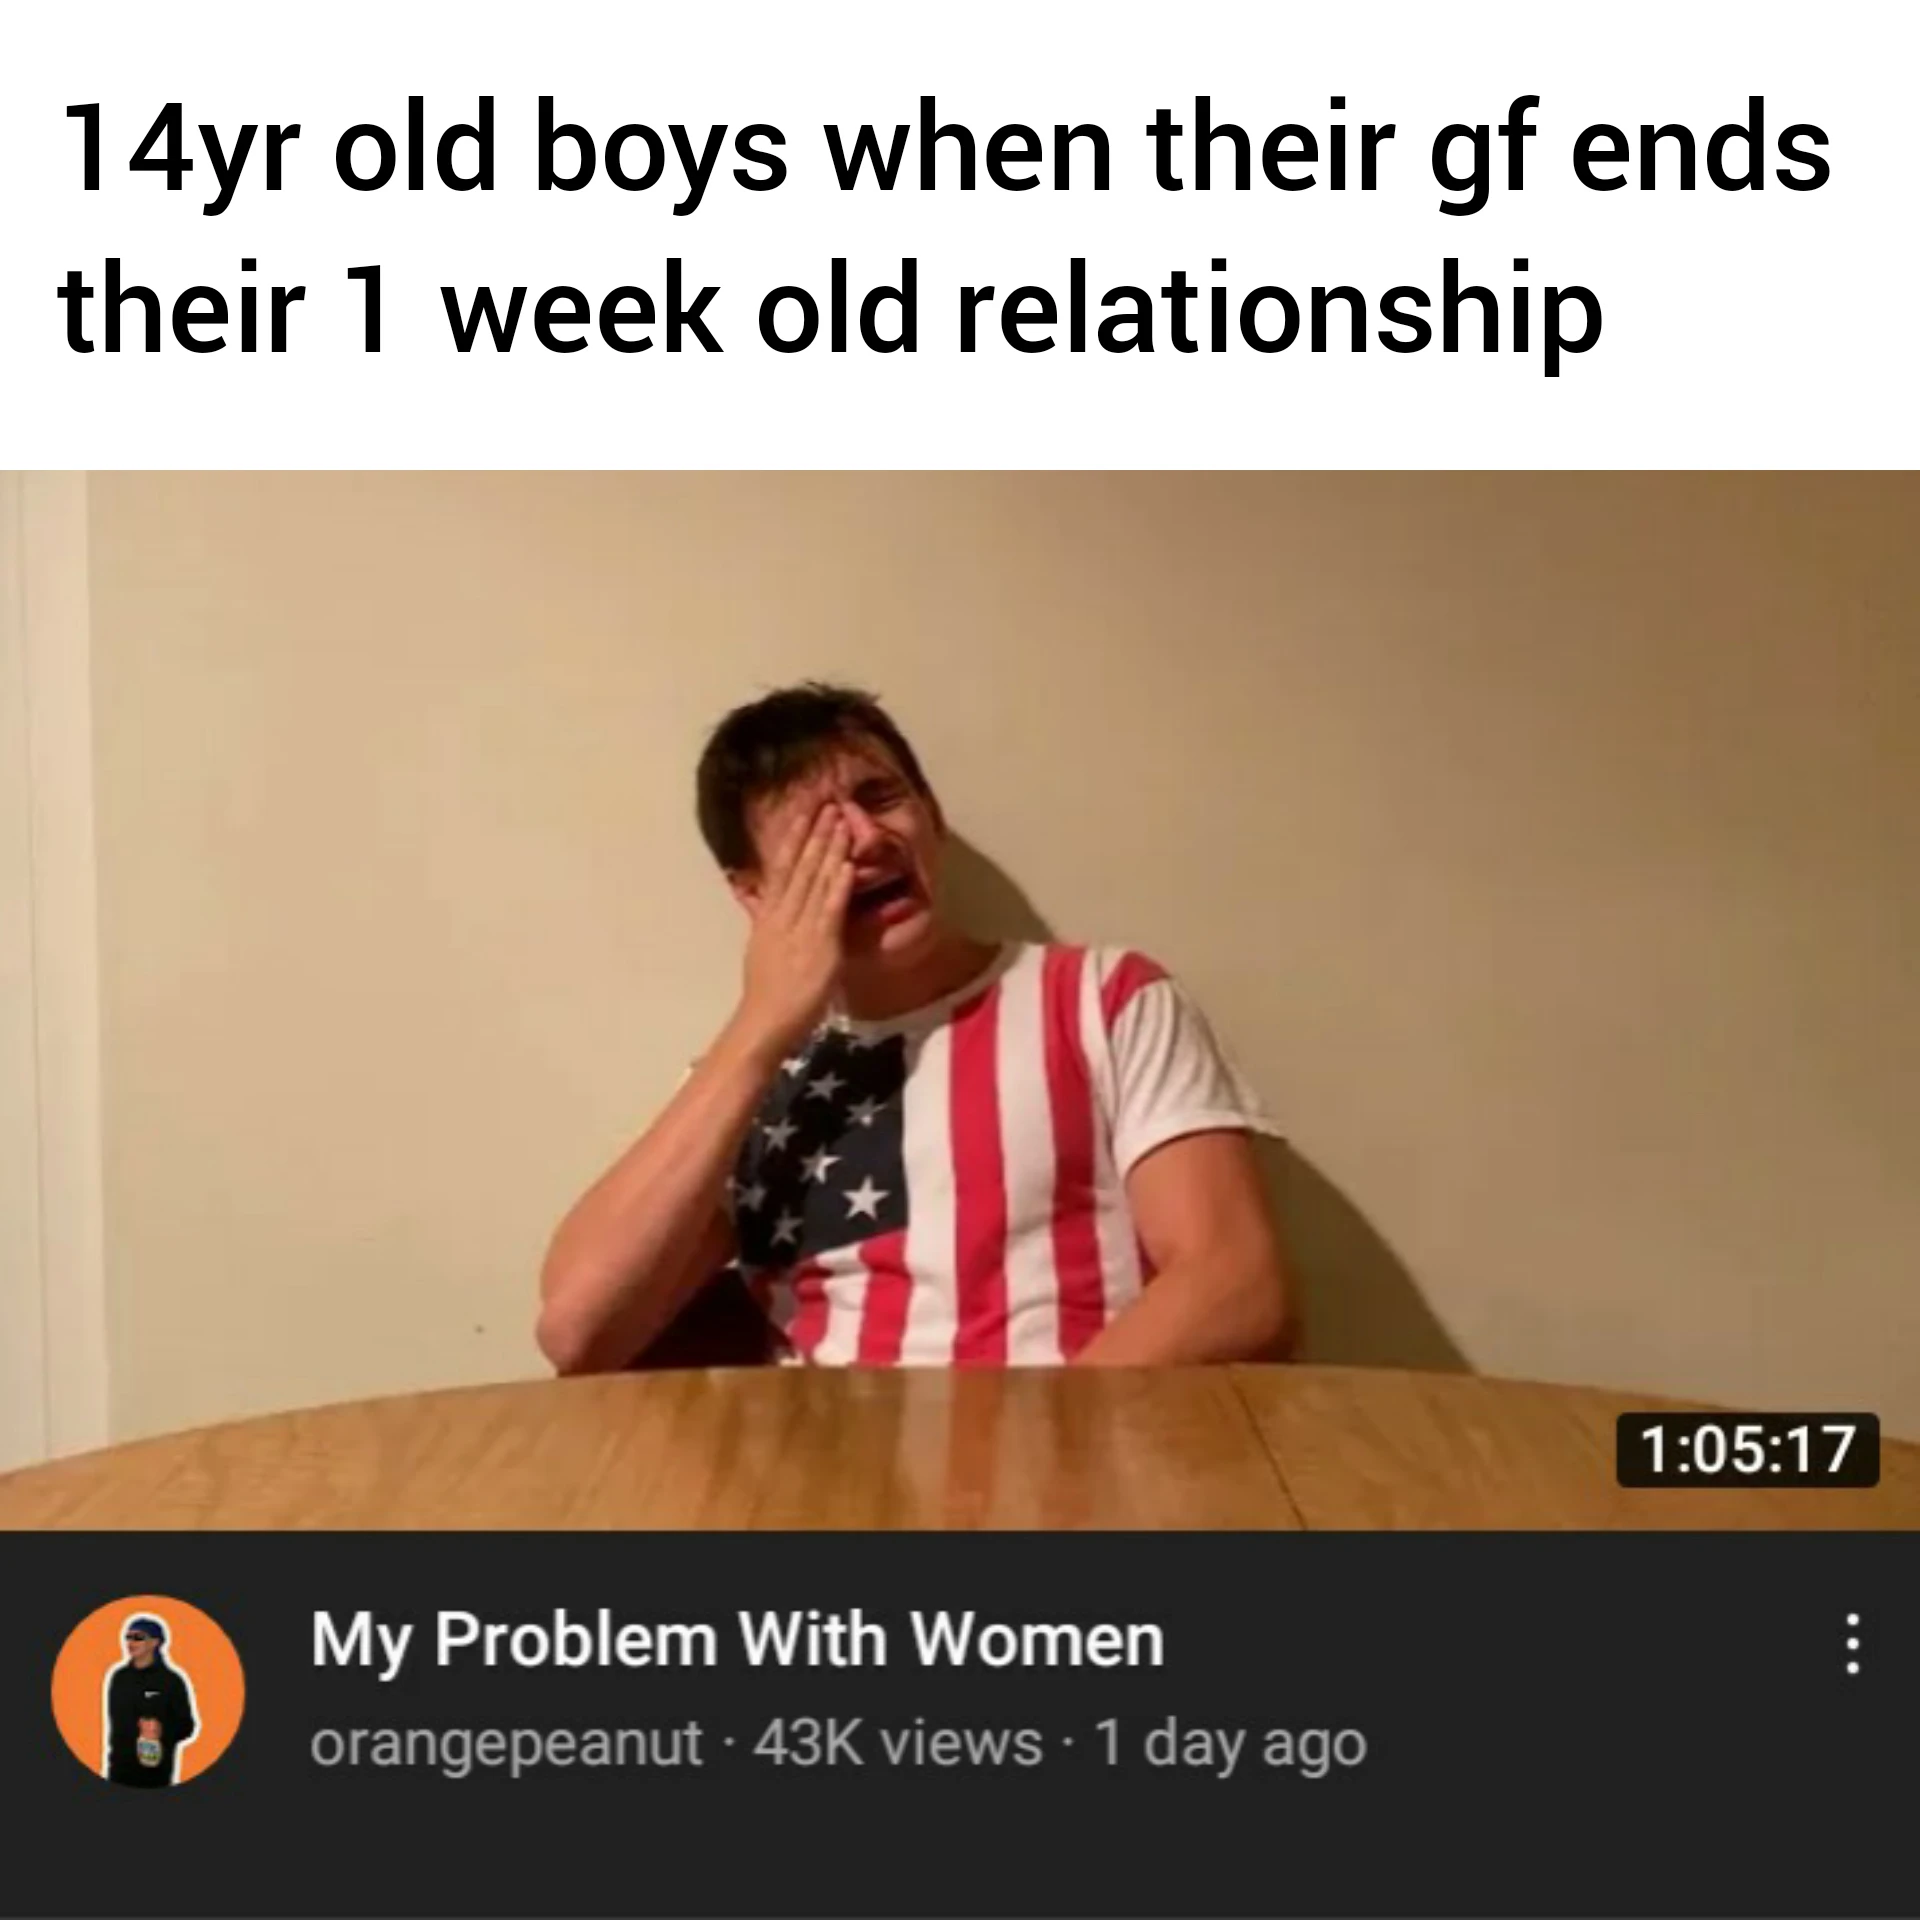 14yr old boys when their gf ends
their 1 week old relationship
1:05:17
My Problem With Women
orangepeanut · 43K views · 1 day ago